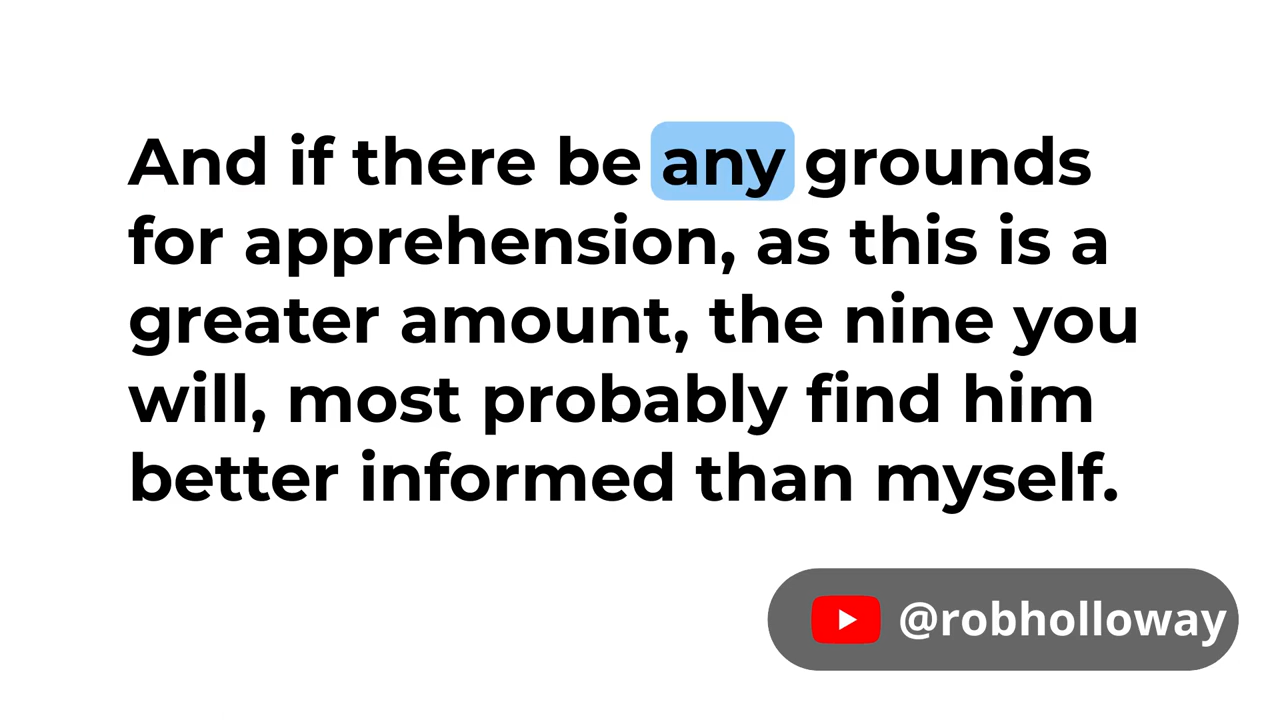 And if there be any grounds
for apprehension, as this is a
greater amount, the nine you
will, most probably find him
better informed than myself.
@robholloway